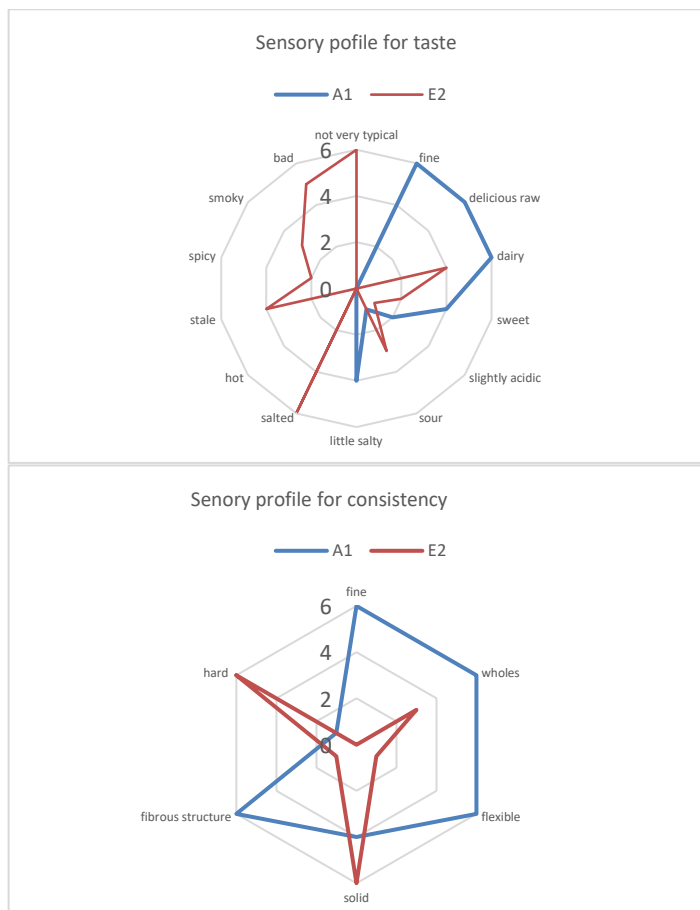 Sensory pofile for taste
A1 E2
not very typical
bad 6 fine
smoky 4 delicious raw
spicy 2 dairy
0
stale sweet
hot slightly acidic
salted sour
little salty
Senory profile for consistency
A1 E2
fine
6
hard 4 wholes
2
0
fibrous structure flexible
solid